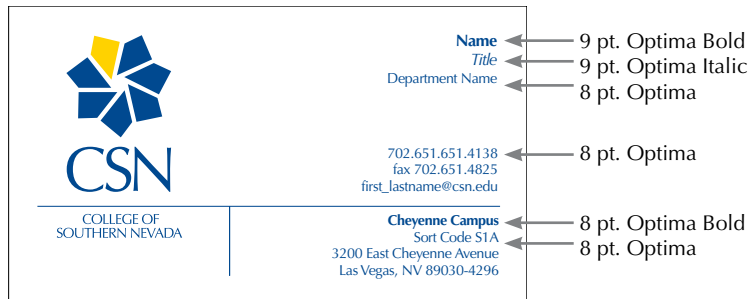 Name
Title
Department Name
702.651.651.4138
fax 702.651.4825
first_lastname@csn.edu
CSN
COLLEGE OF
SOUTHERN NEVADA
Cheyenne Campus
Sort Code S1A
3200 East Cheyenne Avenue
Las Vegas, NV 89030-4296
9 pt. Optima Bold
9 pt. Optima Italic
8 pt. Optima
8 pt. Optima
8 pt. Optima Bold
8 pt. Optima